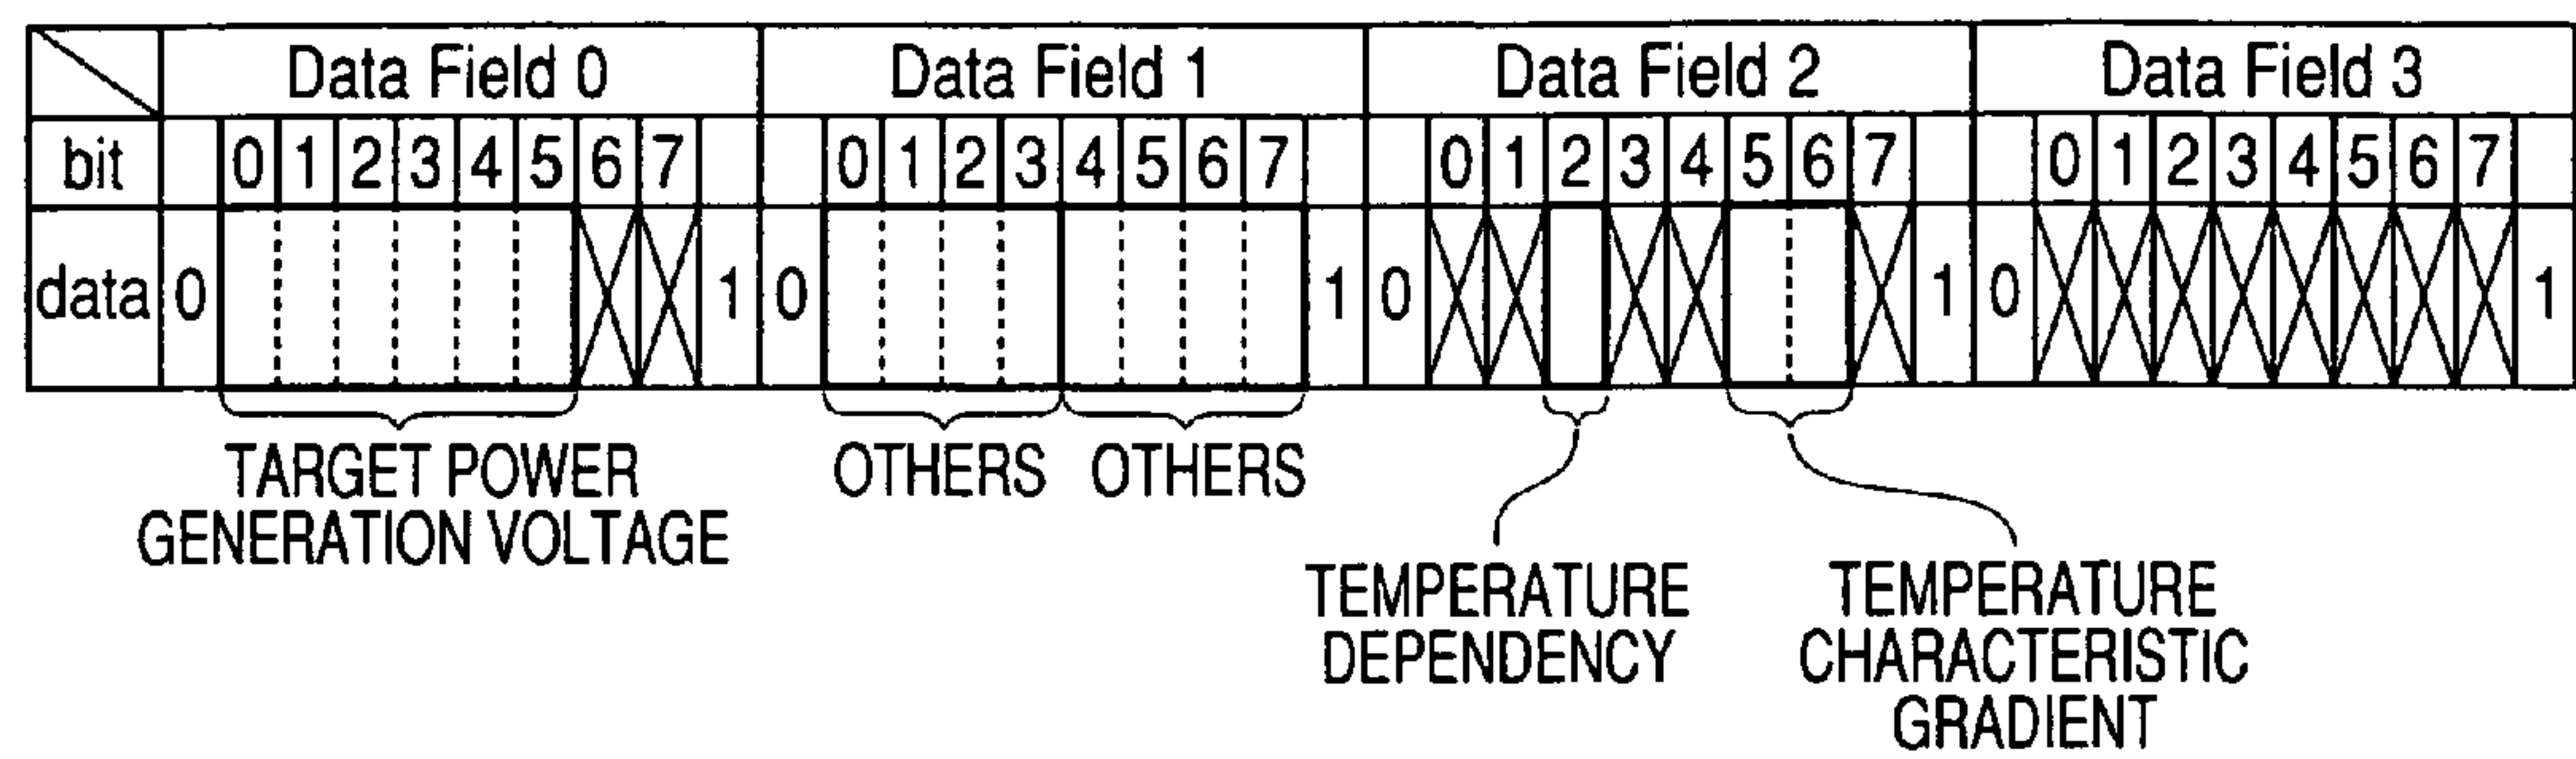 Data Field 0 Data Field 1 Data Field 2 Data Field 3
bit 0 1 2 3 4 5 6 7 0 1 2 3 4 5 6 7 0 1 2 3 4 5 6 7 0 1 2 3 4 5 6 7
data 0 1 0 1 0 1 0 1
TARGET POWER
GENERATION VOLTAGE
OTHERS
OTHERS
TEMPERATURE
DEPENDENCY
TEMPERATURE
CHARACTERISTIC
GRADIENT